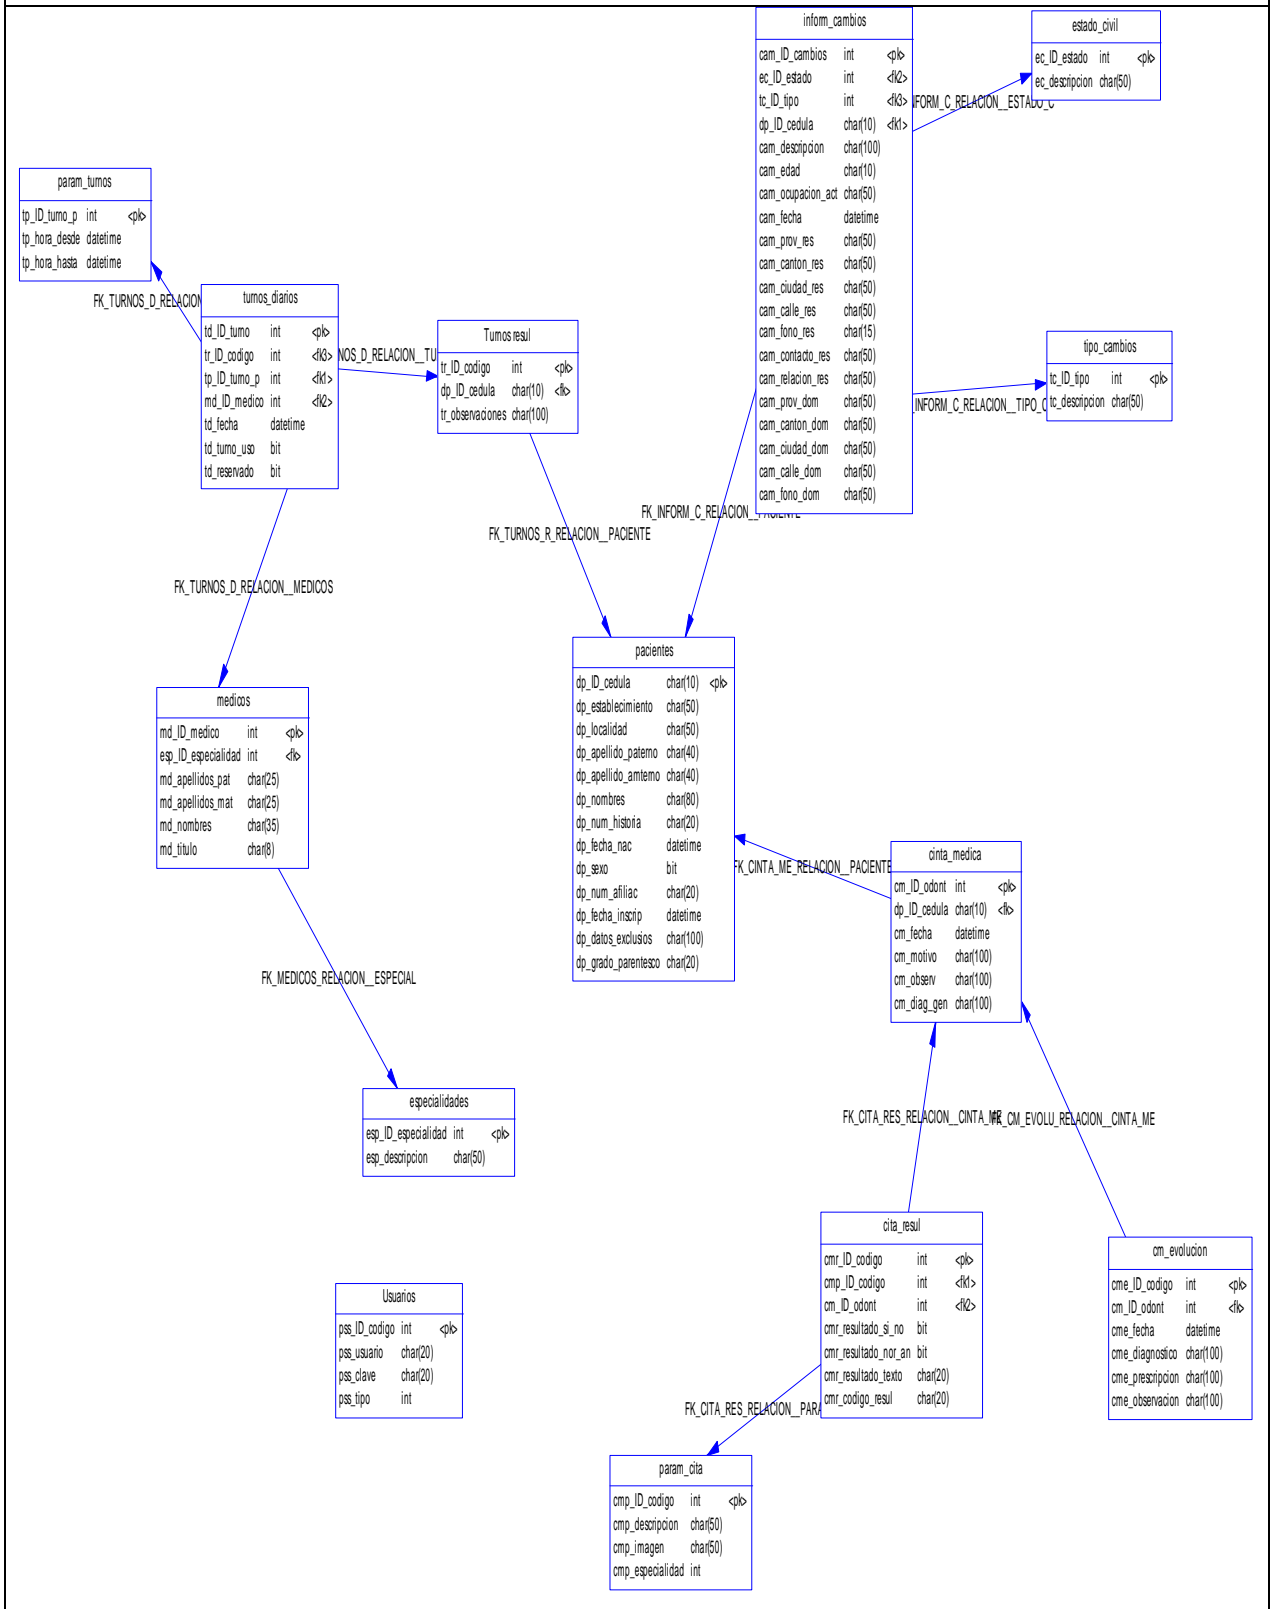 inform_cambios
cam_ID_cambios int <pk>
ec_ID_estado int <fk2>
tc_ID_tipo int <fk3>
dp_ID_cedula char(10) <fk1>
cam_descripcion char(100)
cam_edad char(10)
cam_ocupacion_act char(50)
cam_fecha datetime
cam_prov_res char(50)
cam_canton_res char(50)
cam_ciudad_res char(50)
cam_calle_res char(50)
cam_fono_res char(15)
cam_contacto_res char(50)
cam_relacion_res char(50)
cam_prov_dom char(50)
cam_canton_dom char(50)
cam_ciudad_dom char(50)
cam_calle_dom char(50)
cam_fono_dom char(50)
estado_civil
ec_ID_estado int <pk>
ec_descripcion char(50)
NFORM_C_RELACION__ESTADO_C
param_turnos
tp_ID_turno_p int <pk>
tp_hora_desde datetime
tp_hora_hasta datetime
FK_TURNOS_D_RELACION
turnos_diarios
td_ID_turno int <pk>
tr_ID_codigo int <fk3>
tp_ID_turno_p int <fk1>
md_ID_medico int <fk2>
td_fecha datetime
td_turno_uso bit
td_reservado bit
NOS_D_RELACION__TU
Turnos resul
tr_ID_codigo int <pk>
dp_ID_cedula char(10) <fk>
tr_observaciones char(100)
tipo_cambios
tc_ID_tipo int <pk>
tc_descripcion char(50)
_INFORM_C_RELACION__TIPO_C
FK_INFORM_C_RELACION__PACIENTE
FK_TURNOS_R_RELACION__PACIENTE
FK_TURNOS_D_RELACION__MEDICOS
pacientes
dp_ID_cedula char(10) <pk>
dp_establecimiento char(50)
dp_localidad char(50)
dp_apellido_paterno char(40)
dp_apellido_amterno char(40)
dp_nombres char(80)
dp_num_historia char(20)
dp_fecha_nac datetime
dp_sexo bit
dp_num_afiliac char(20)
dp_fecha_inscrip datetime
dp_datos_exclusios char(100)
dp_grado_parentesco char(20)
medicos
md_ID_medico int <pk>
esp_ID_especialidad int <fk>
md_apellidos_pat char(25)
md_apellidos_mat char(25)
md_nombres char(35)
md_titulo char(8)
FK_CINTA_ME_RELACION__PACIENTE
cinta_medica
cm_ID_odont int <pk>
dp_ID_cedula char(10) <fk>
cm_fecha datetime
cm_motivo char(100)
cm_observ char(100)
cm_diag_gen char(100)
FK_MEDICOS_RELACION__ESPECIAL
especialidades
esp_ID_especialidad int <pk>
esp_descripcion char(50)
FK_CITA_RES_RELACION__CINTA_ME
FK_CM_EVOLU_RELACION__CINTA_ME
cita_resul
cmr_ID_codigo int <pk>
cmp_ID_codigo int <fk1>
cm_ID_odont int <fk2>
cmr_resultado_si_no bit
cmr_resultado_nor_an bit
cmr_resultado_texto char(20)
cmr_codigo_resul char(20)
cm_evolucion
cme_ID_codigo int <pk>
cm_ID_odont int <fk>
cme_fecha datetime
cme_diagnostico char(100)
cme_prescripcion char(100)
cme_observacion char(100)
Usuarios
pss_ID_codigo int <pk>
pss_usuario char(20)
pss_clave char(20)
pss_tipo int
FK_CITA_RES_RELACION__PARA
param_cita
cmp_ID_codigo int <pk>
cmp_descripcion char(50)
cmp_imagen char(50)
cmp_especialidad int